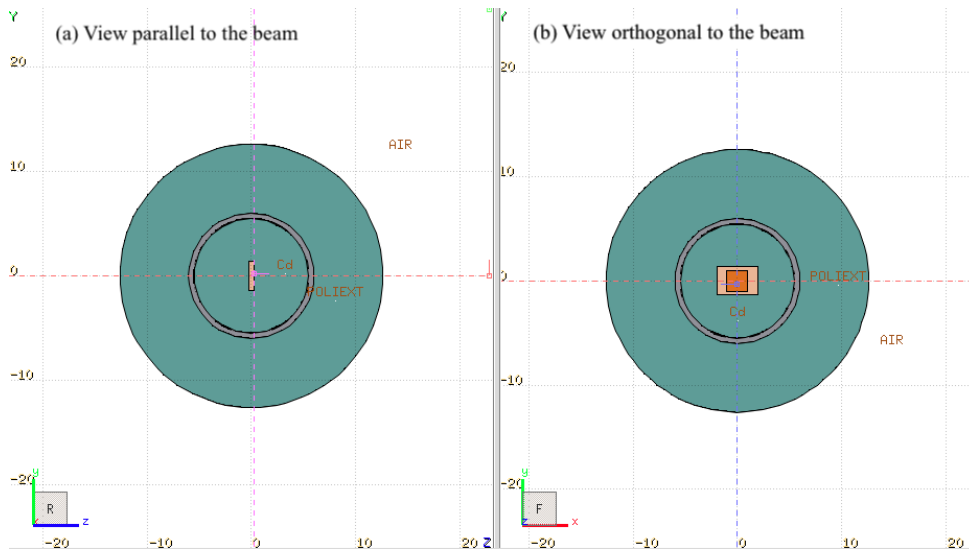 (a) View parallel to the beam
Y
20
10
0
-10
-20
AIR
Cd
POLIEXT
y
R
x
z
-20
-10
0
10
20
Z
(b) View orthogonal to the beam
Y
20
10
0
-10
-20
POLIEXT
Cd
AIR
y
F
z
x
-20
-10
0
10
20